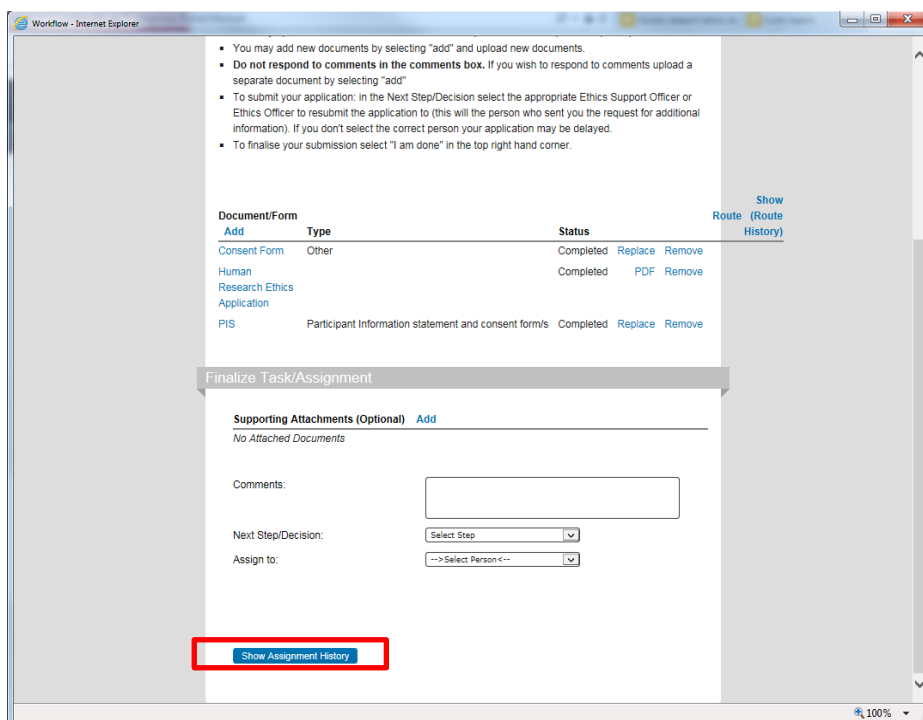 Workflow - Internet Explorer
You may add new documents by selecting "add" and upload new documents.
Do not respond to comments in the comments box. If you wish to respond to comments upload a
separate document by selecting "add"
To submit your application: in the Next Step/Decision select the appropriate Ethics Support Officer or
Ethics Officer to resubmit the application to (this will the person who sent you the request for additional
information). If you don't select the correct person your application may be delayed.
To finalise your submission select "I am done" in the top right hand corner.
Show
Document/Form Route (Route
Add Type Status History)
Consent Form Other Completed Replace Remove
Human Completed PDF Remove
Research Ethics
Application
PIS Participant Information statement and consent form/s Completed Replace Remove
Finalize Task/Assignment
Supporting Attachments (Optional) Add
No Attached Documents
Comments:
Next Step/Decision: Select Step
Assign to: -->Select Person<--
Show Assignment History
100%